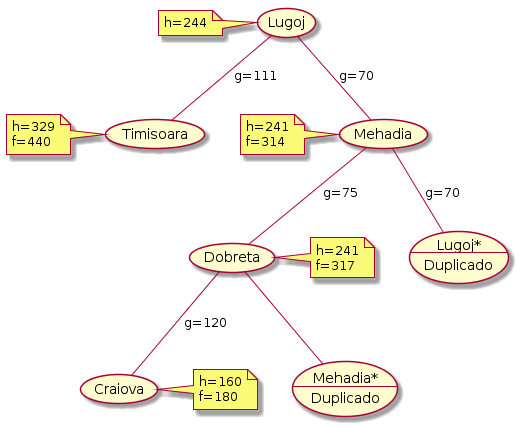 h=244
Lugoj
g=111
g=70
h=329
f=440
Timisoara
h=241
f=314
Mehadia
g=75
g=70
Dobreta
h=241
f=317
Lugoj*
Duplicado
g=120
Craiova
h=160
f=180
Mehadia*
Duplicado